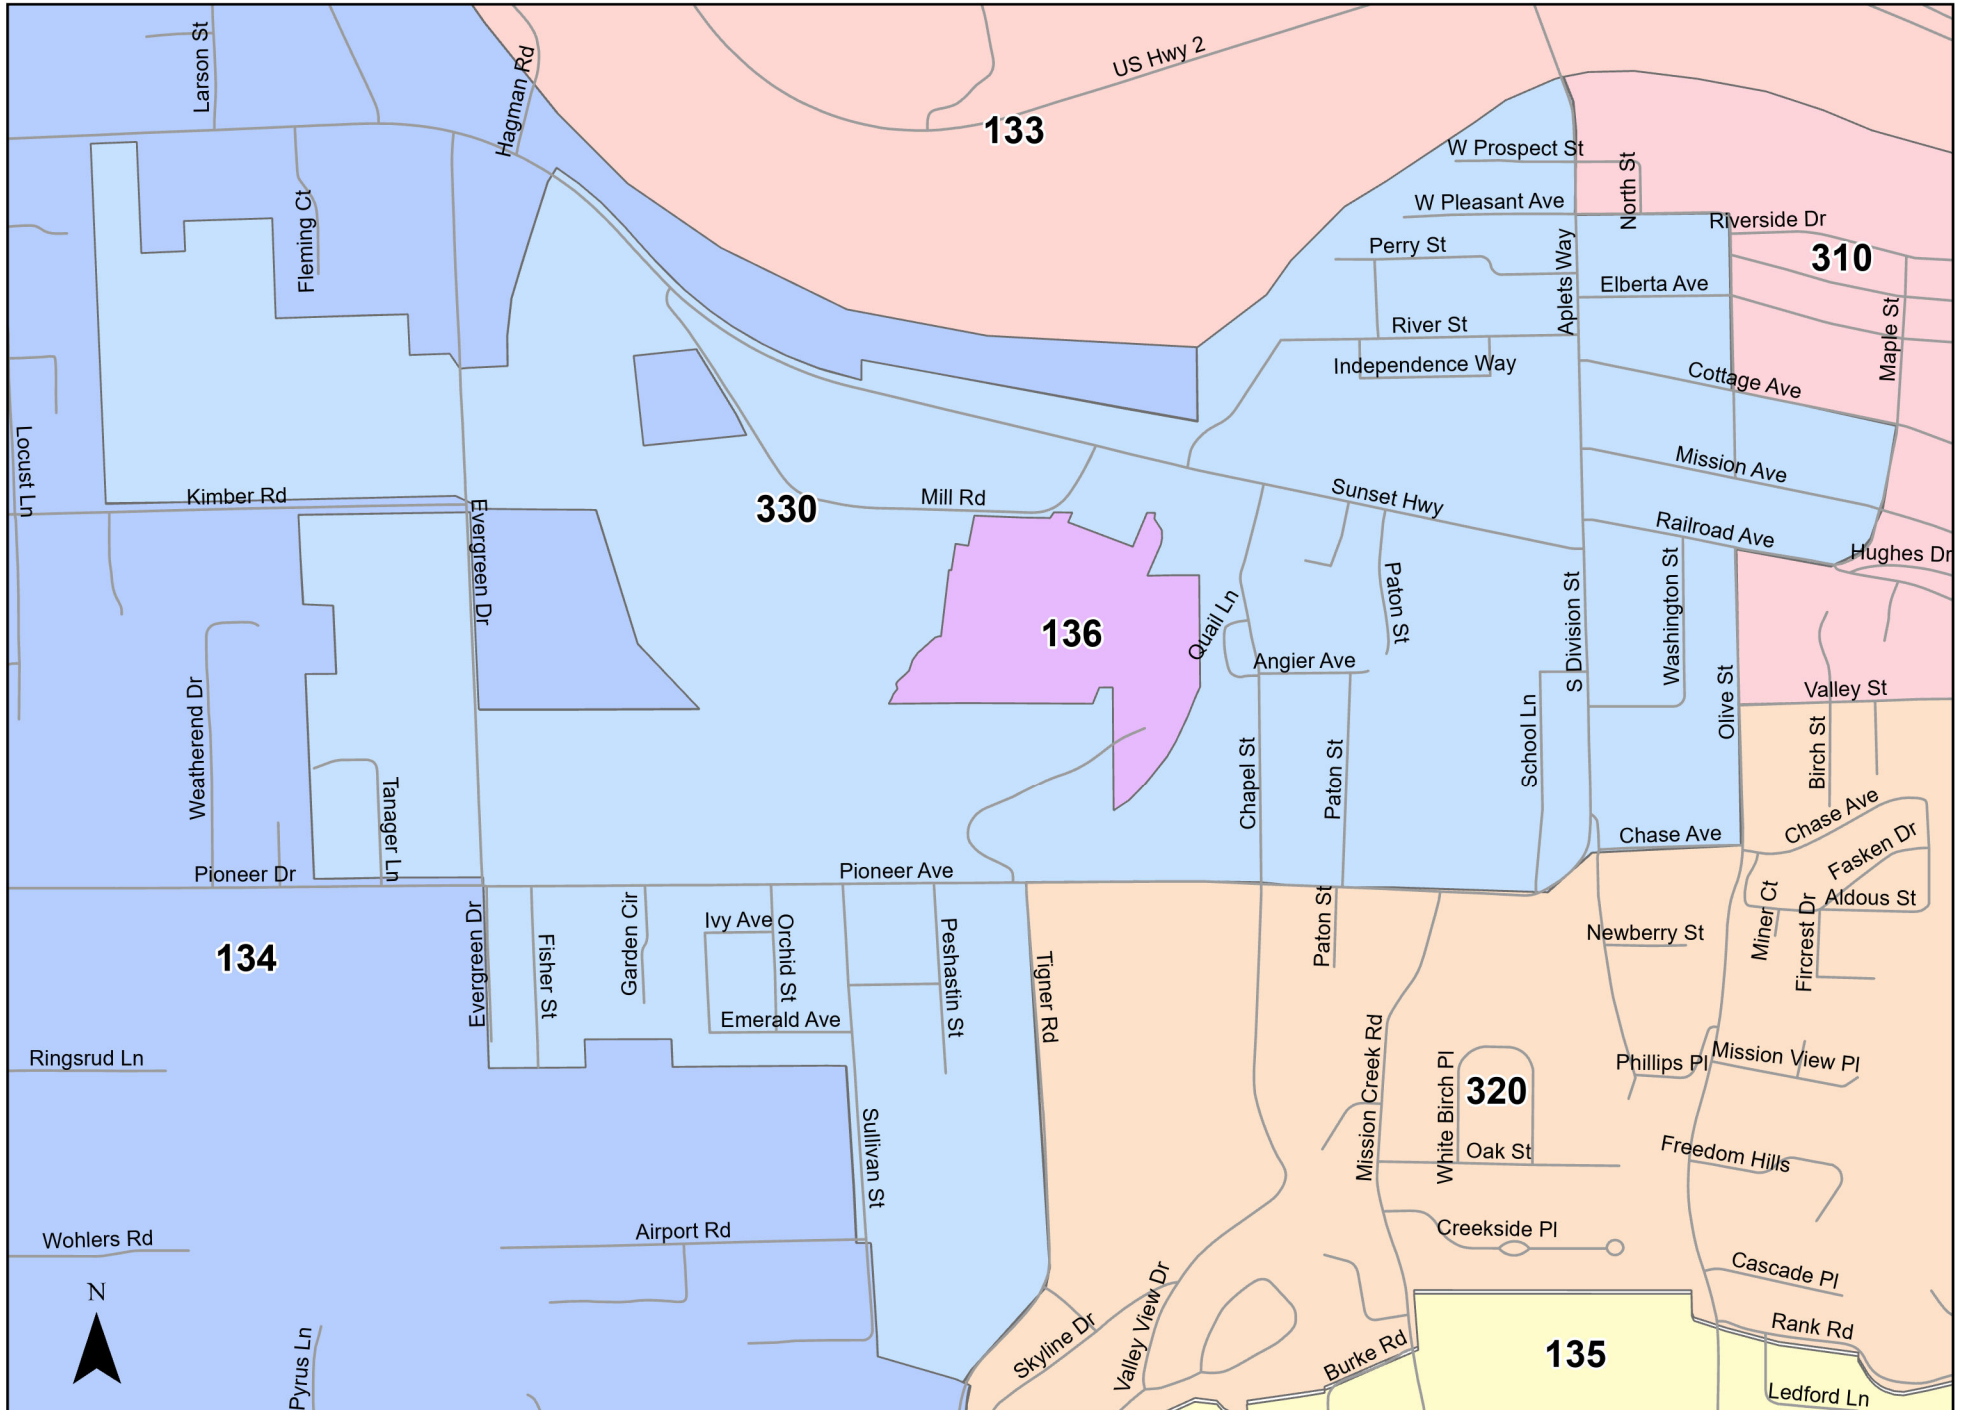 Larson St
Hagman Rd
US Hwy 2
133
W Prospect St
North St
W Pleasant Ave
Riverside Dr
Fleming Ct
Perry St
Aplets Way
310
Elberta Ave
River St
Maple St
Independence Way
Cottage Ave
Locust Ln
Mission Ave
Kimber Rd
Mill Rd
Sunset Hwy
330
Railroad Ave
Evergreen Dr
Hughes Dr
Paton St
Washington St
136
Quail Ln
S Division St
Angier Ave
Valley St
Olive St
School Ln
Weatherend Dr
Birch St
Chapel St
Paton St
Tanager Ln
Chase Ave
Chase Ave
Fasken Dr
Pioneer Dr
Pioneer Ave
Aldous St
Miner Ct
Paton St
Ivy Ave
Garden Cir
Orchid St
Newberry St
Fircrest Dr
134
Evergreen Dr
Fisher St
Peshastin St
Tigner Rd
Emerald Ave
Ringsrud Ln
Mission Creek Rd
Mission View Pl
Phillips Pl
White Birch Pl
320
Sullivan St
Oak St
Freedom Hills
Wohlers Rd
Airport Rd
Creekside Pl
Cascade Pl
N
Valley View Dr
Skyline Dr
Rank Rd
Burke Rd
135
Pyrus Ln
Ledford Ln